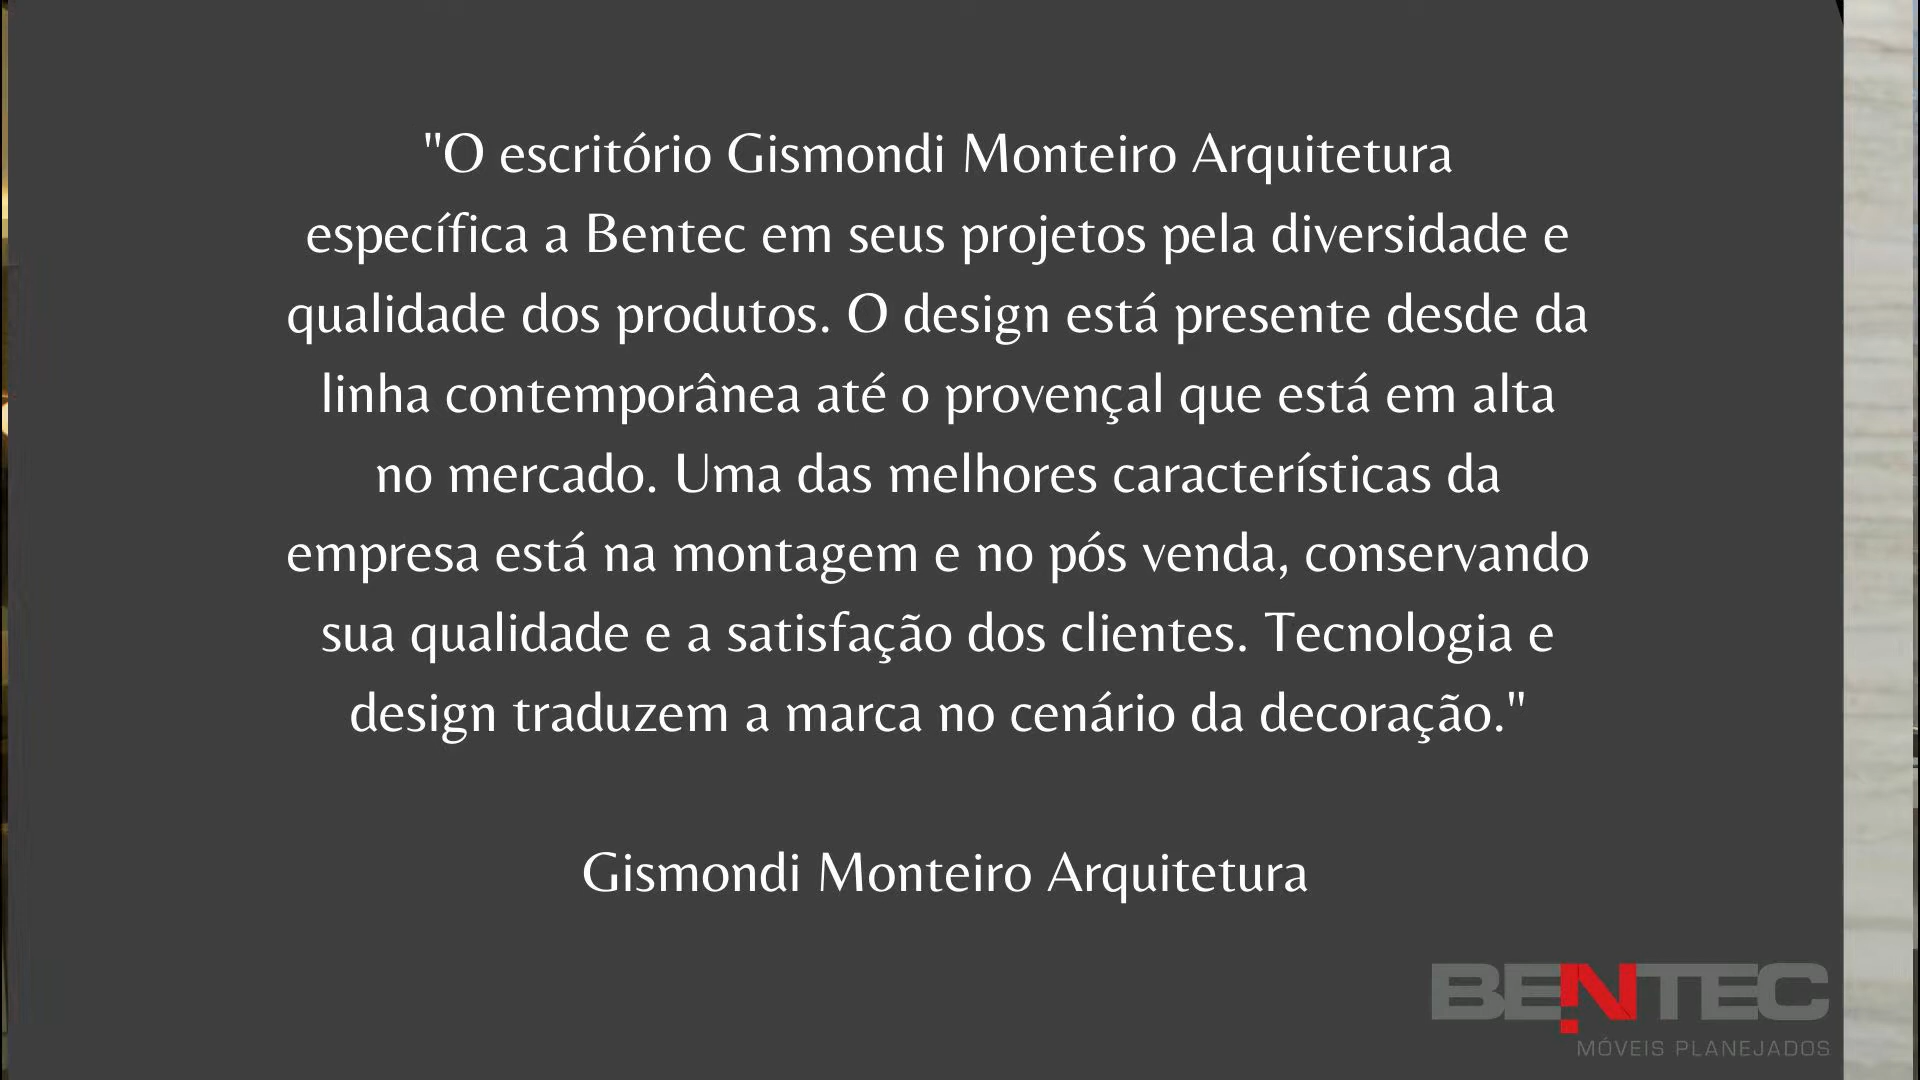 "O escritório Gismondi Monteiro Arquitetura
específica a Bentec em seus projetos pela diversidade e
qualidade dos produtos. O design está presente desde da
linha contemporânea até o provençal que está em alta
no mercado. Uma das melhores características da
empresa está na montagem e no pós venda, conservando
sua qualidade e a satisfação dos clientes. Tecnologia e
design traduzem a marca no cenário da decoração."
Gismondi Monteiro Arquitetura
BENTEC
MÓVEIS PLANEJADOS